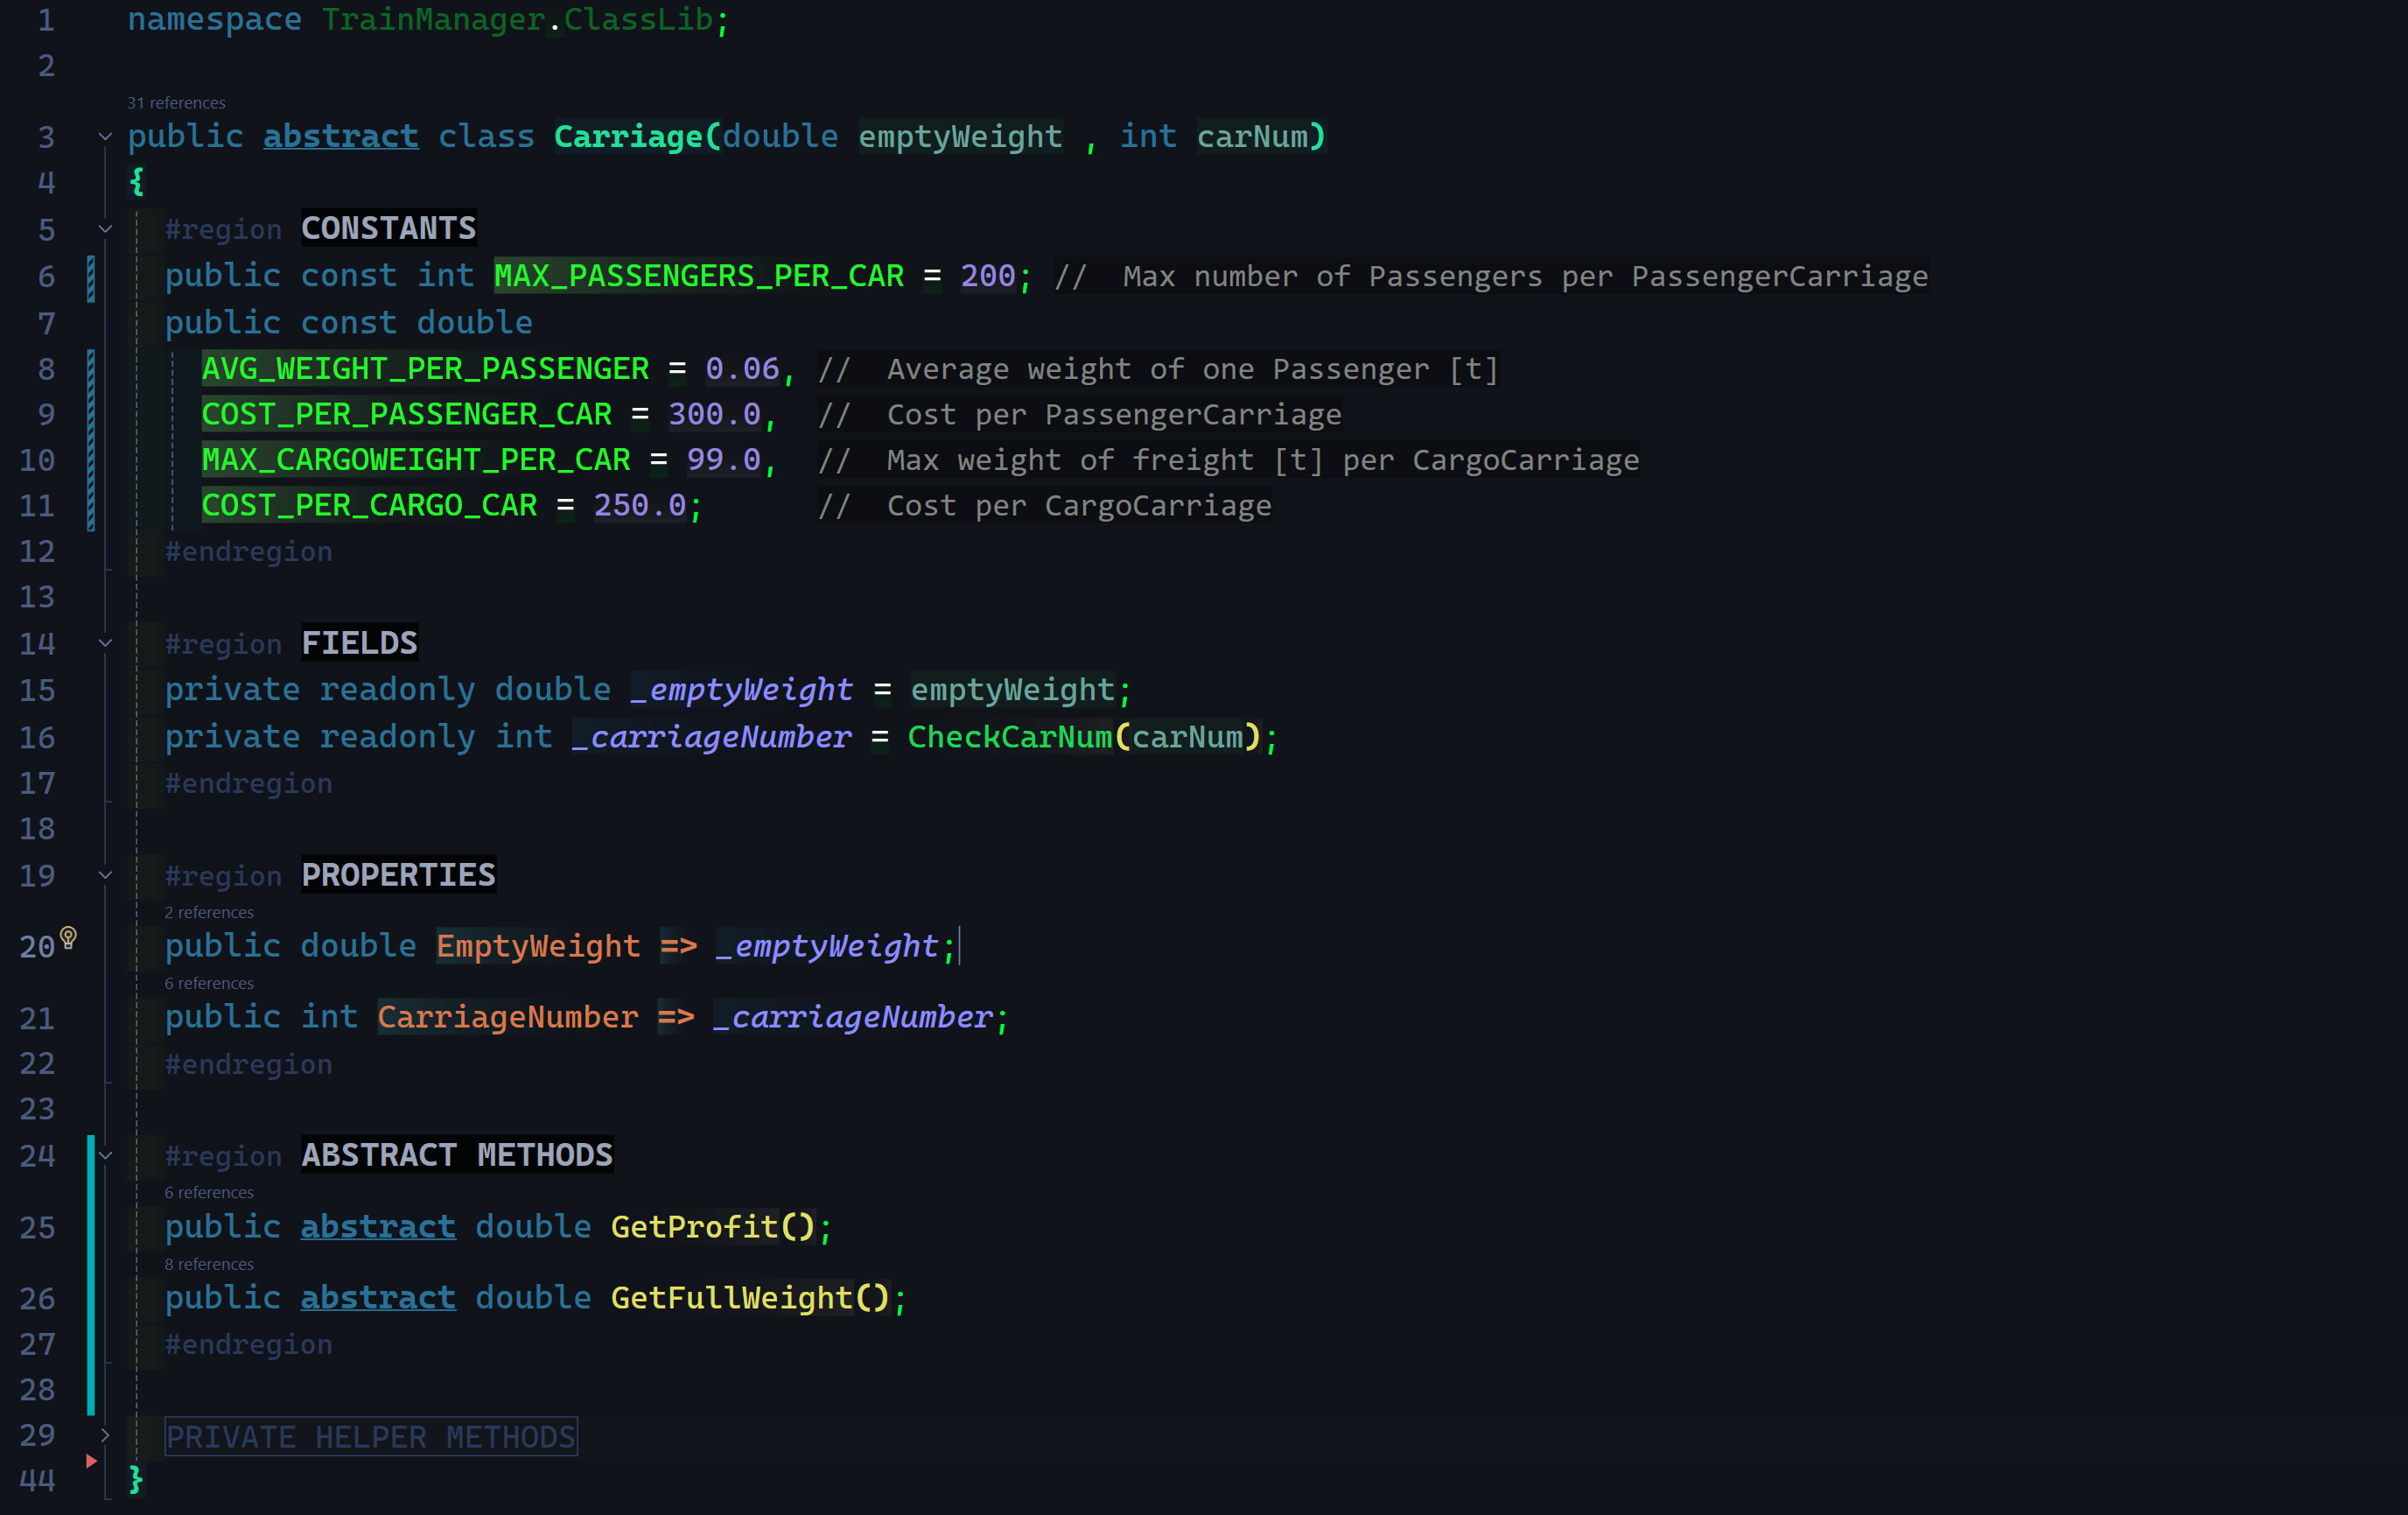 1 namespace TrainManager.ClassLib;
2
31 references
3 public abstract class Carriage(double emptyWeight , int carNum)
4 {
5 #region CONSTANTS
6 public const int MAX_PASSENGERS_PER_CAR = 200; //  Max number of Passengers per PassengerCarriage
7 public const double
8 AVG_WEIGHT_PER_PASSENGER = 0.06, //  Average weight of one Passenger [t]
9 COST_PER_PASSENGER_CAR = 300.0,  //  Cost per PassengerCarriage
10 MAX_CARGOWEIGHT_PER_CAR = 99.0,  //  Max weight of freight [t] per CargoCarriage
11 COST_PER_CARGO_CAR = 250.0;      //  Cost per CargoCarriage
12 #endregion
13
14 #region FIELDS
15 private readonly double _emptyWeight = emptyWeight;
16 private readonly int _carriageNumber = CheckCarNum(carNum);
17 #endregion
18
19 #region PROPERTIES
2 references
20 public double EmptyWeight => _emptyWeight;
6 references
21 public int CarriageNumber => _carriageNumber;
22 #endregion
23
24 #region ABSTRACT METHODS
6 references
25 public abstract double GetProfit();
8 references
26 public abstract double GetFullWeight();
27 #endregion
28
29 PRIVATE HELPER METHODS
44 }